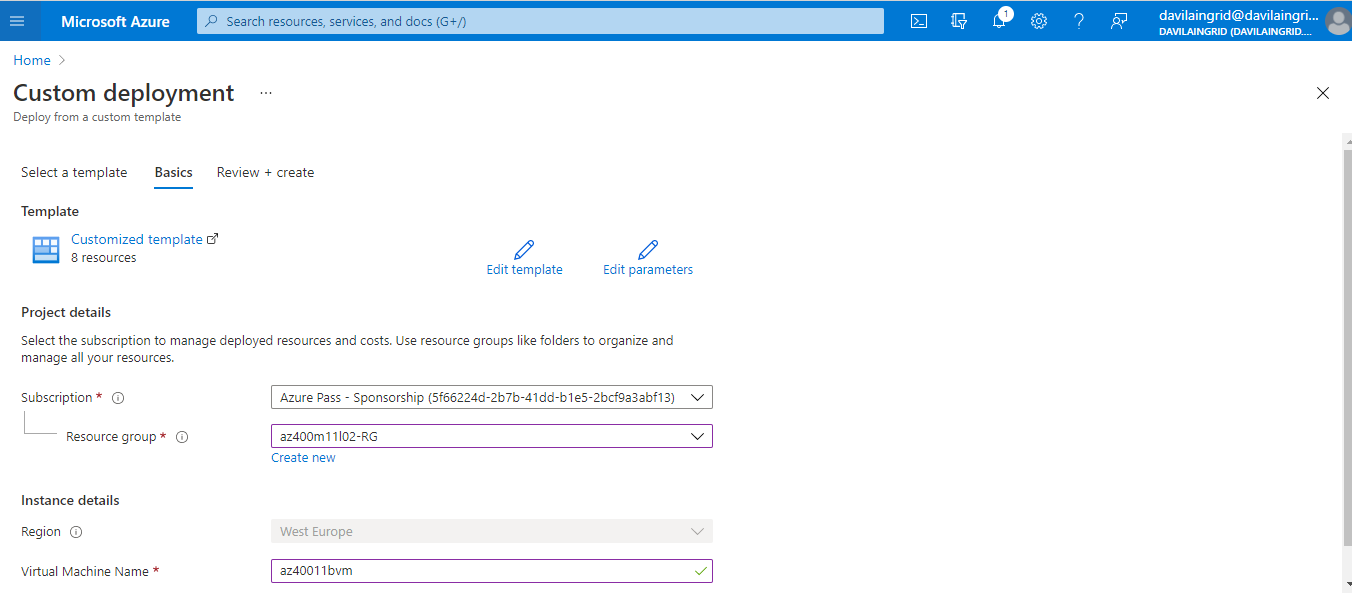 Microsoft Azure
Search resources, services, and docs (G+/)
1
davilaingrid@davilaingri...
DAVILAINGRID (DAVILAINGRID....
Home
Custom deployment ...
Deploy from a custom template
Select a template Basics Review + create
Template
Customized template
8 resources
Edit template Edit parameters
Project details
Select the subscription to manage deployed resources and costs. Use resource groups like folders to organize and
manage all your resources.
Subscription * Azure Pass - Sponsorship (5f66224d-2b7b-41dd-b1e5-2bcf9a3abf13)
Resource group * az400m11l02-RG
Create new
Instance details
Region West Europe
Virtual Machine Name * az40011bvm